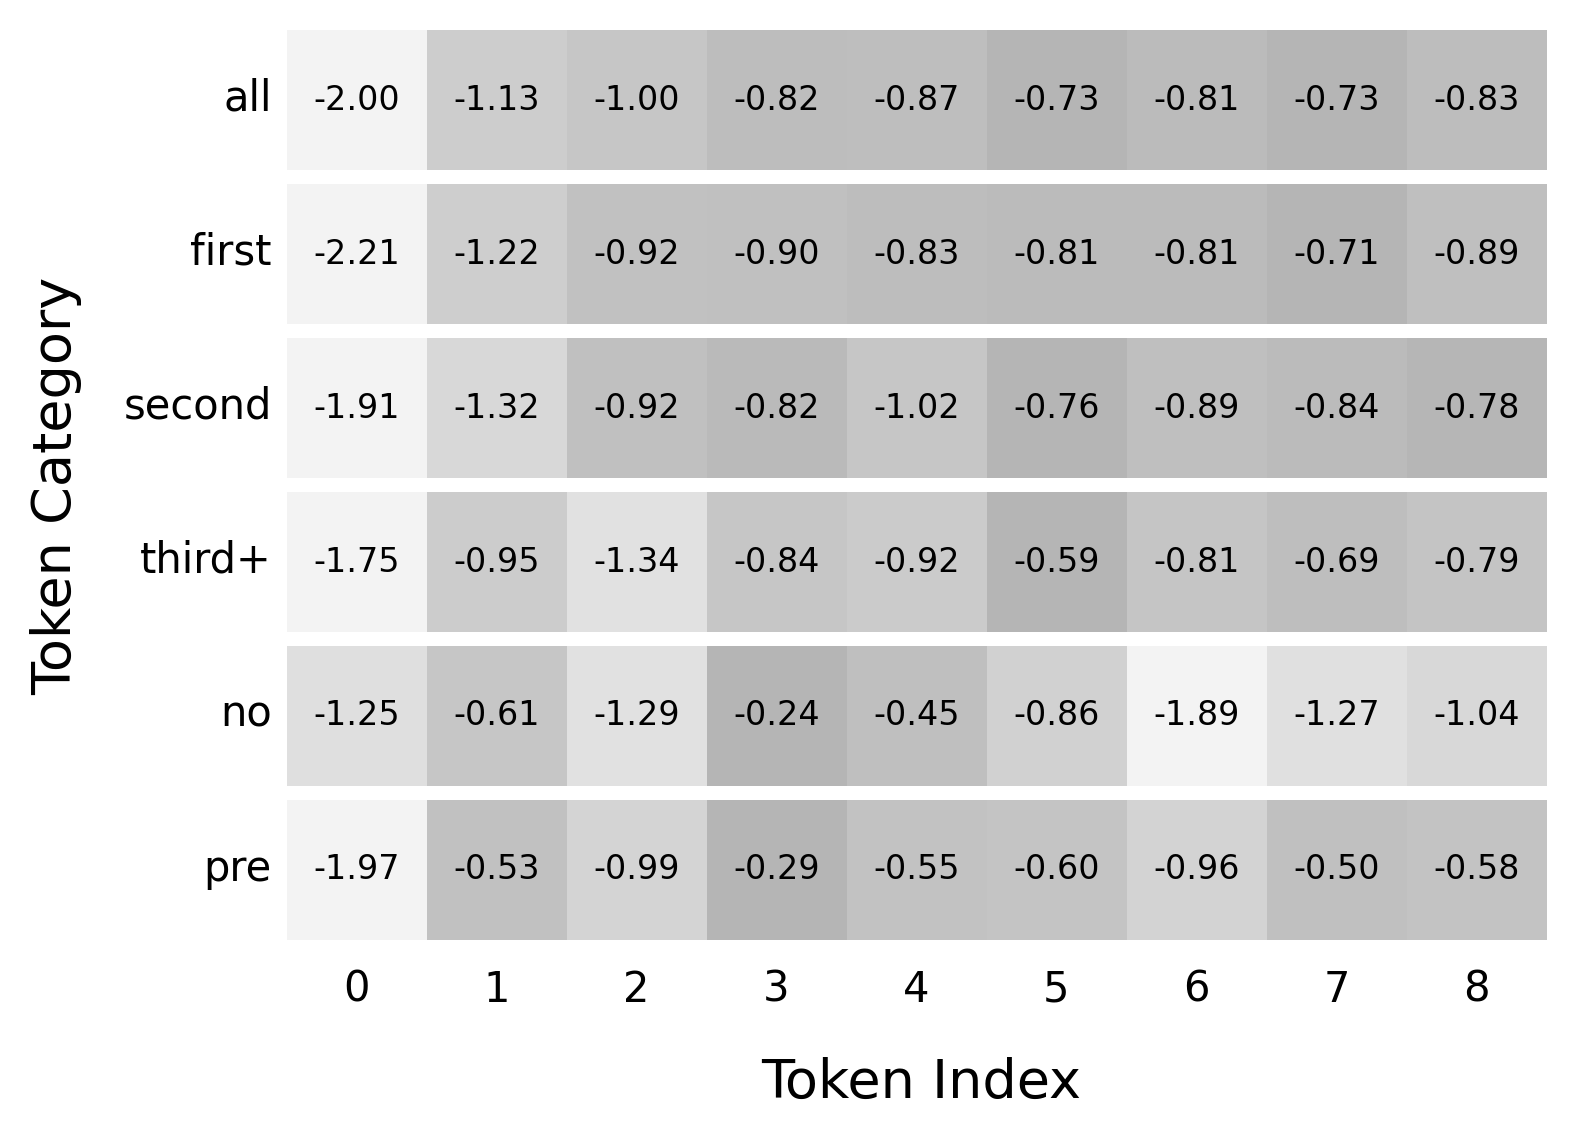 all -2.00 -1.13 -1.00 -0.82 -0.87 -0.73 -0.81 -0.73 -0.83
first -2.21 -1.22 -0.92 -0.90 -0.83 -0.81 -0.81 -0.71 -0.89
second -1.91 -1.32 -0.92 -0.82 -1.02 -0.76 -0.89 -0.84 -0.78
third+ -1.75 -0.95 -1.34 -0.84 -0.92 -0.59 -0.81 -0.69 -0.79
no -1.25 -0.61 -1.29 -0.24 -0.45 -0.86 -1.89 -1.27 -1.04
pre -1.97 -0.53 -0.99 -0.29 -0.55 -0.60 -0.96 -0.50 -0.58
0 1 2 3 4 5 6 7 8
Token Index
Token Category